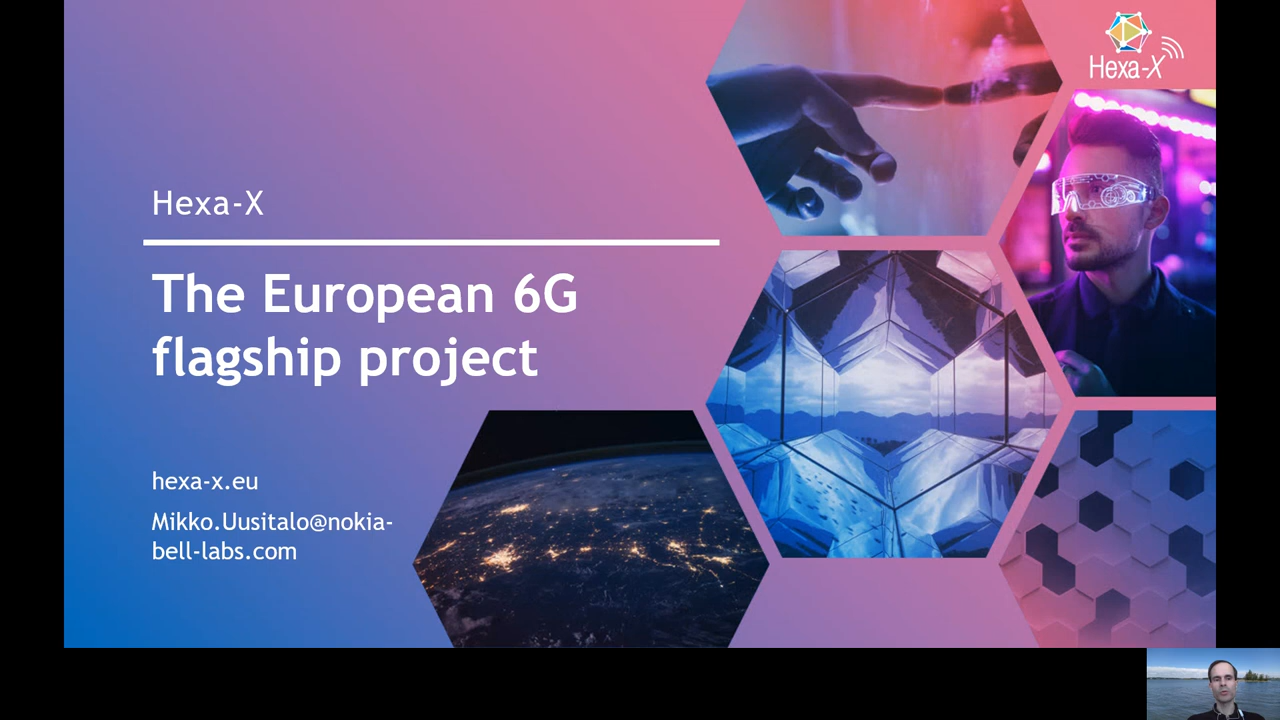 Hexa-X
Hexa-X
The European 6G
flagship project
hexa-x.eu
Mikko.Uusitalo@nokia-
bell-labs.com